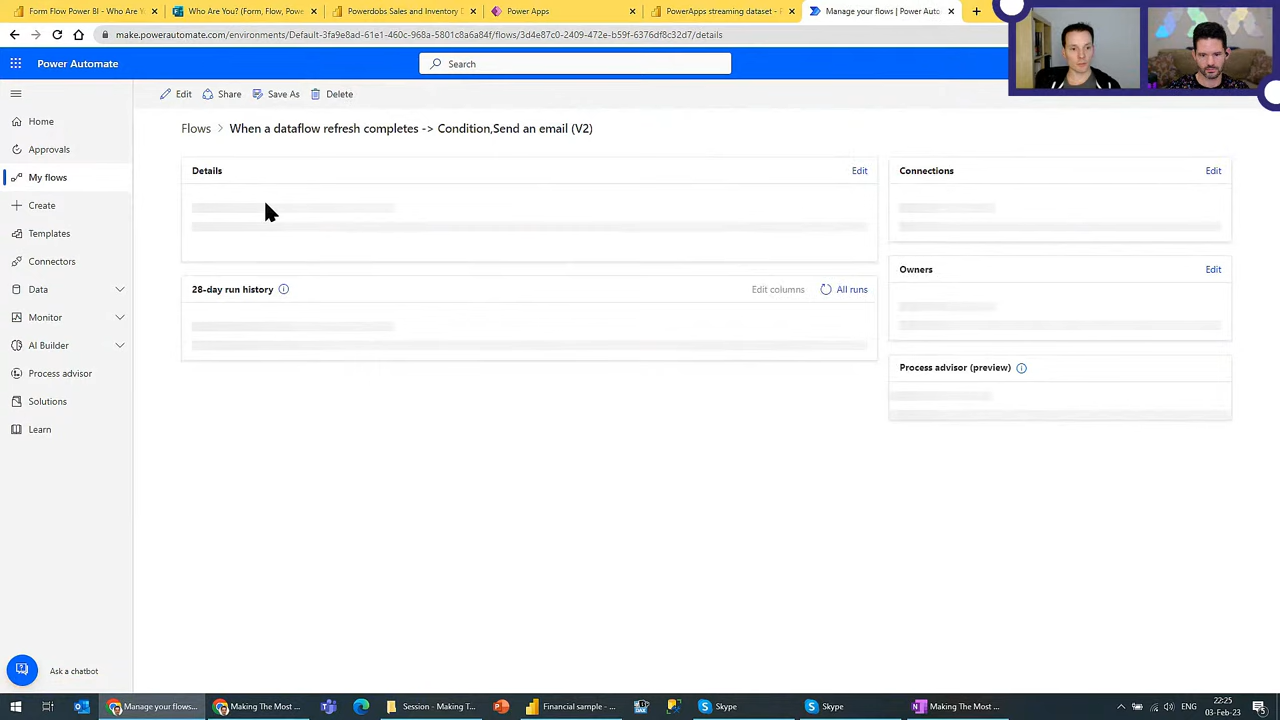 Form Flow Power BI - Who Are Y
Who Are You? (Form, Flow, Powe
Powerdobs Sales and Inventory D
Power Apps
PowerApps streaming dataset - P
Manage your flows | Power Auto
make.powerautomate.com/environments/Default-3fa9e8ad-61e1-460c-968a-5801c8a6a84f/flows/3d4e87c0-2409-472e-b59f-6376df8c32d7/details
Power Automate
Search
Edit
Share
Save As
Delete
Home
Approvals
My flows
Create
Templates
Connectors
Data
Monitor
AI Builder
Process advisor
Solutions
Learn
Ask a chatbot
Flows > When a dataflow refresh completes -> Condition,Send an email (V2)
Details
Edit
28-day run history
Edit columns
All runs
Connections
Edit
Owners
Edit
Process advisor (preview)
Manage your flows...
Making The Most ...
Session - Making T...
Financial sample - ...
Skype
Skype
Making The Most ...
ENG
22:25
03-Feb-23